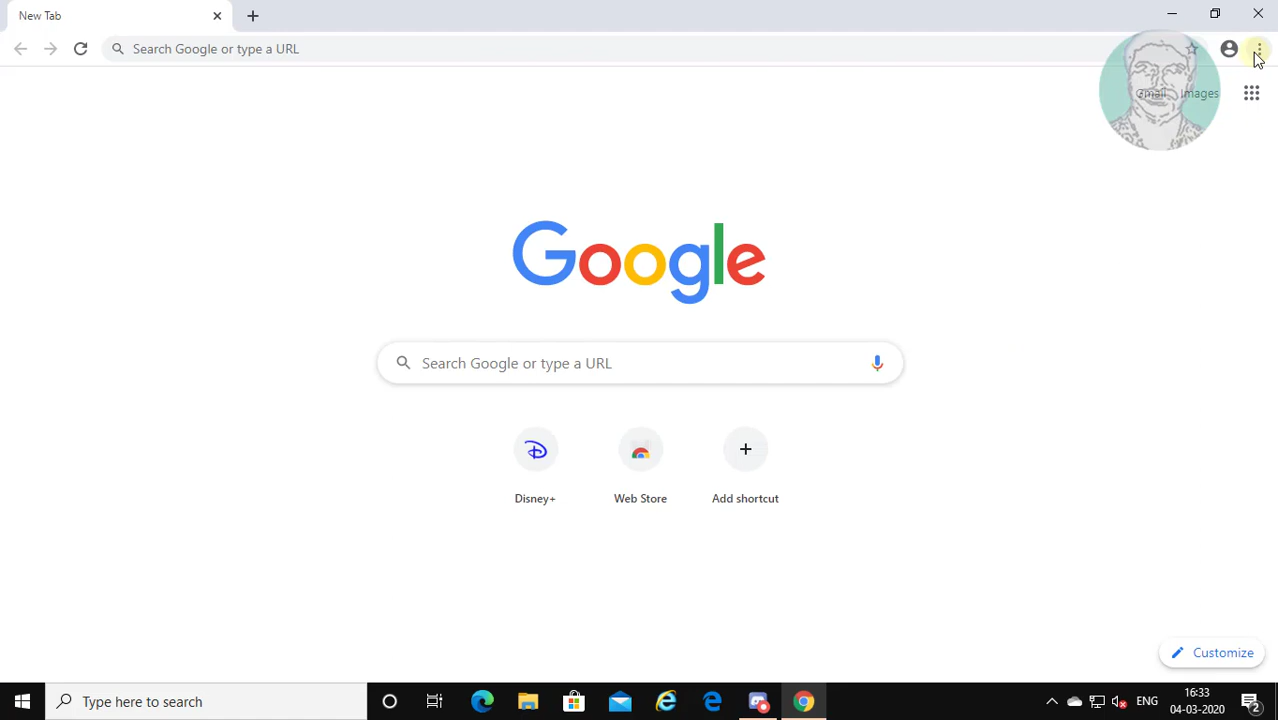 New Tab
Search Google or type a URL
Gmail Images
Google
Search Google or type a URL
Disney+ Web Store Add shortcut
Customize
Type here to search
ENG
16:33
04-03-2020
2